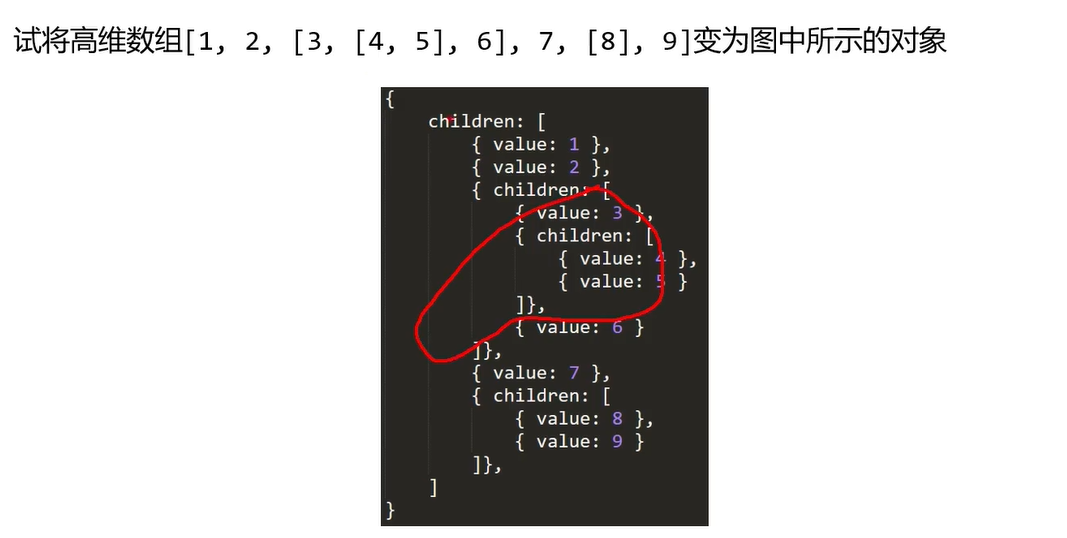 试将高维数组[1, 2, [3, [4, 5], 6], 7, [8], 9]变为图中所示的对象
{
children: [
{ value: 1 },
{ value: 2 },
{ children: [
{ value: 3 },
{ children: [
{ value: 4 },
{ value: 5 }
]},
{ value: 6 }
]},
{ value: 7 },
{ children: [
{ value: 8 },
{ value: 9 }
]},
]
}